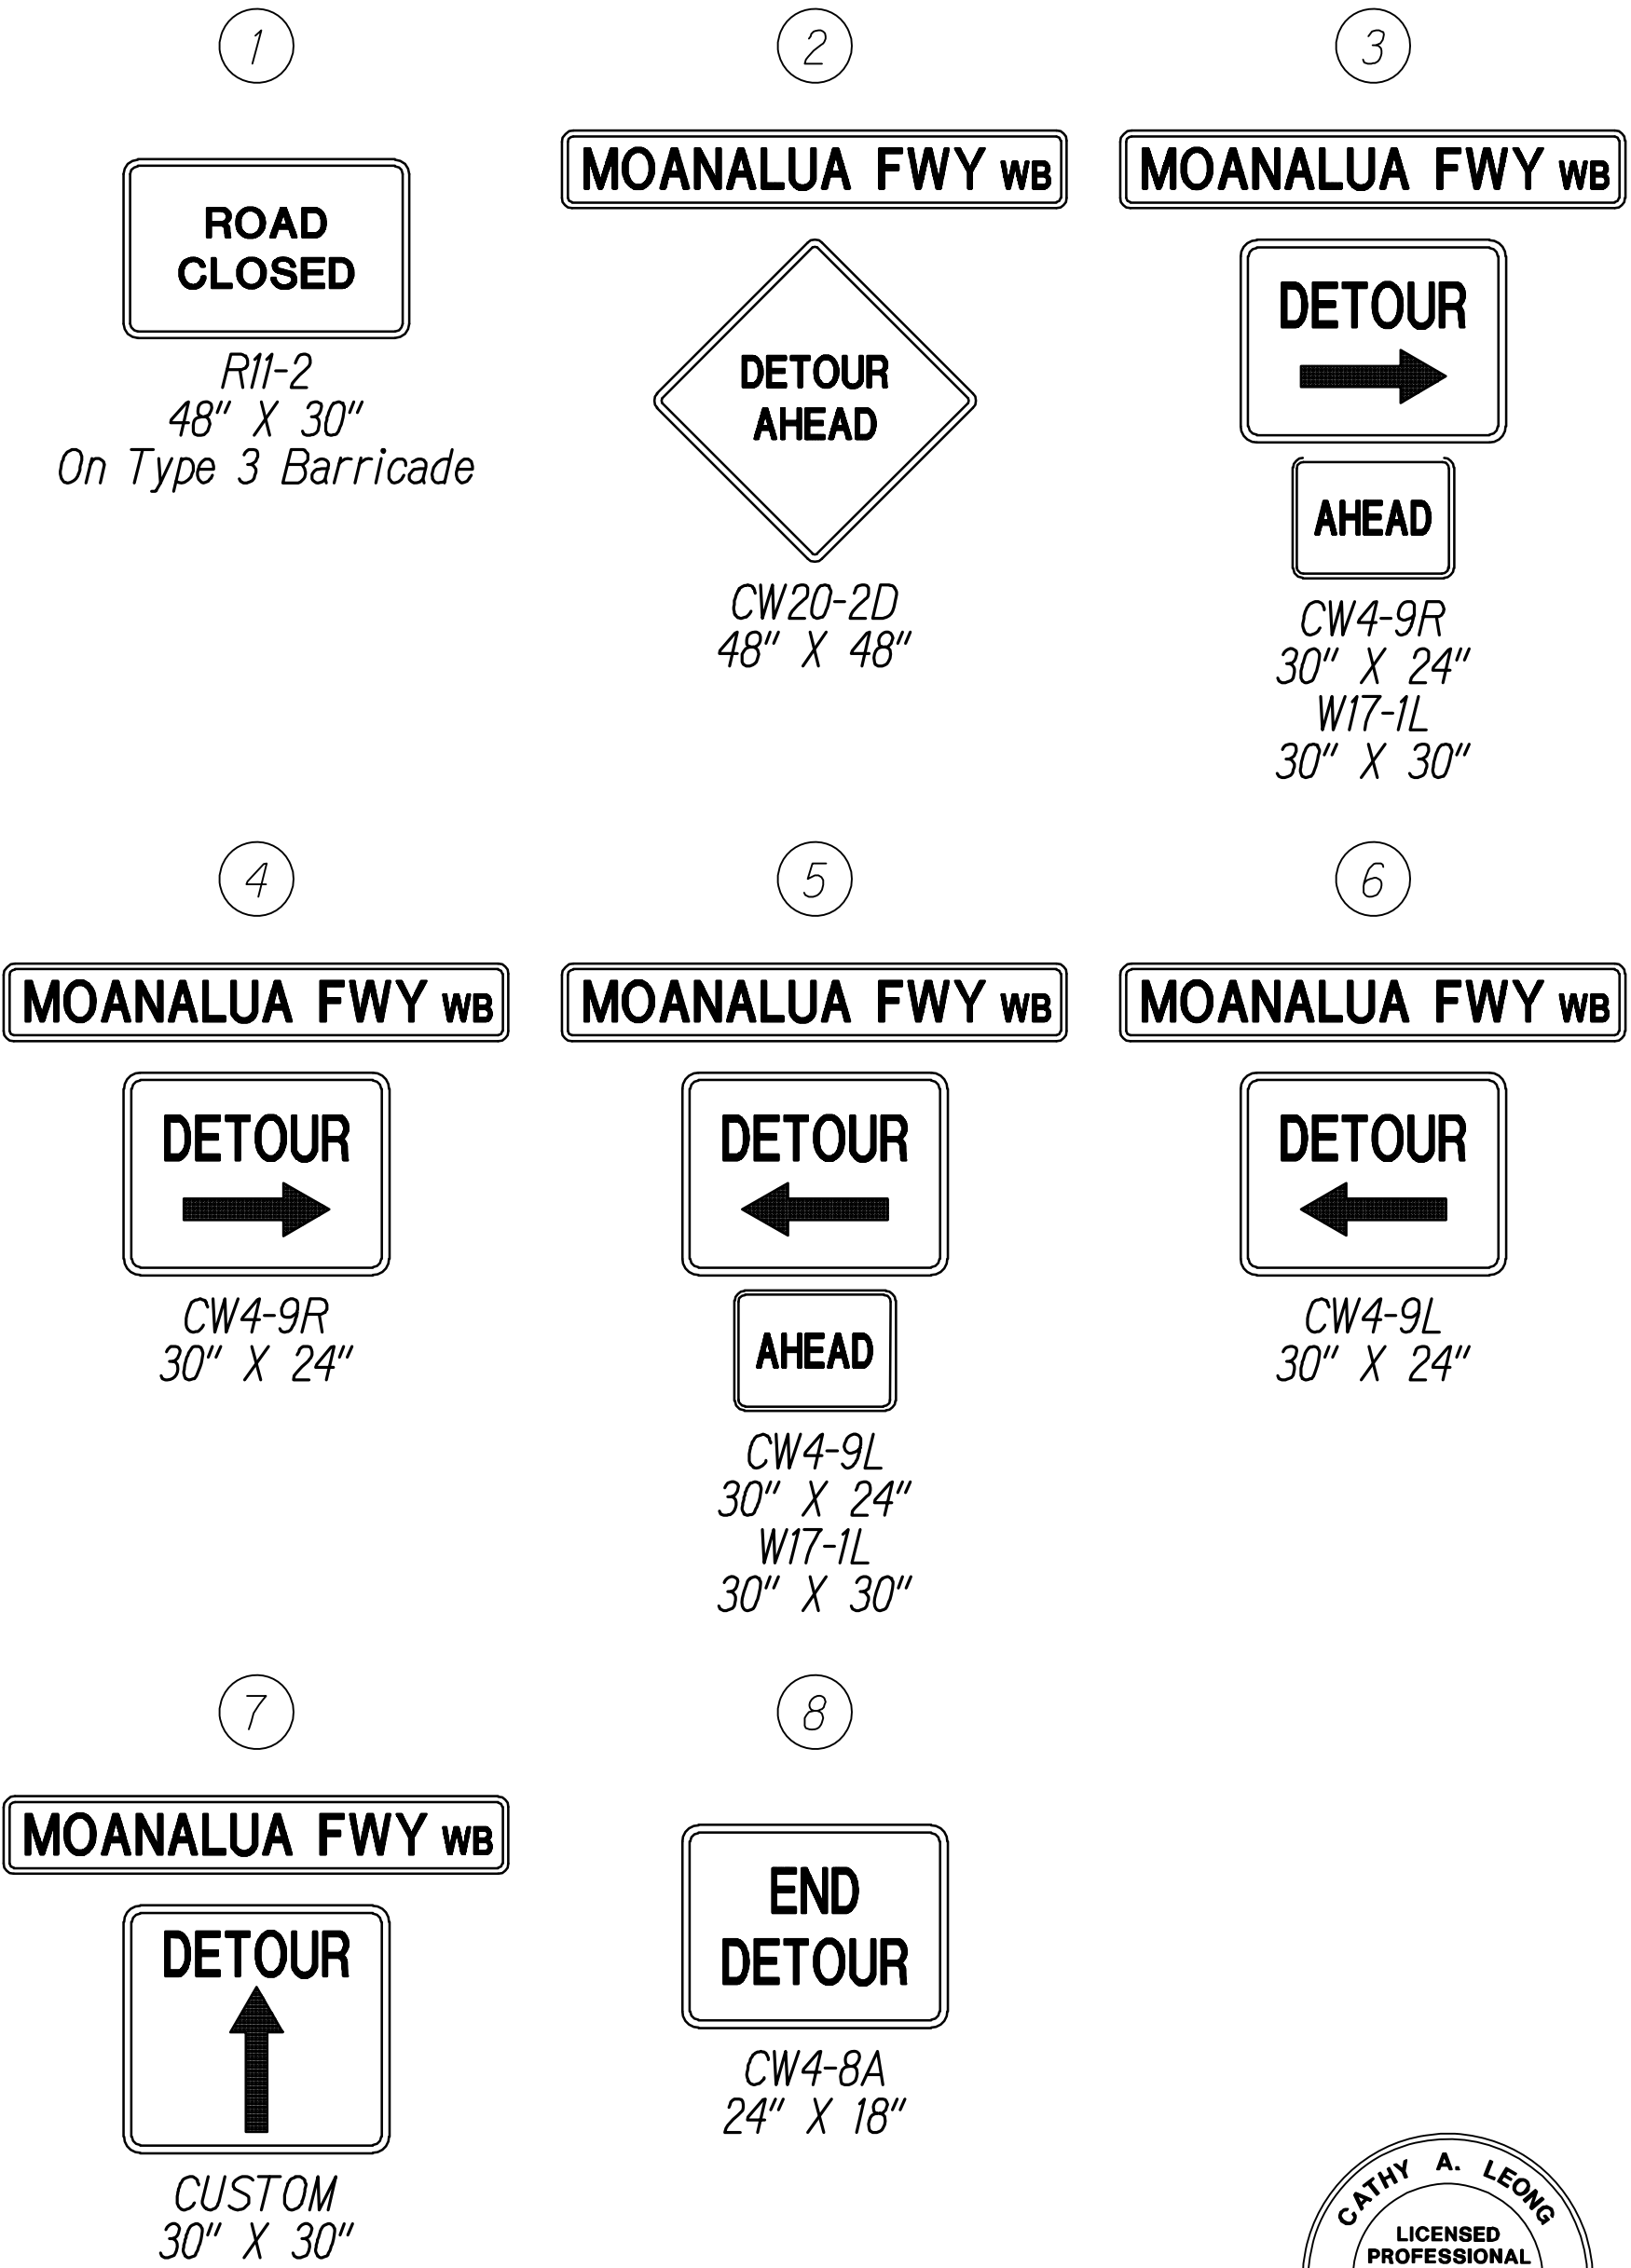 1
ROAD
CLOSED
R11-2
48" X 30"
On Type 3 Barricade
2
MOANALUA FWY WB
DETOUR
AHEAD
CW20-2D
48" X 48"
3
MOANALUA FWY WB
DETOUR
AHEAD
CW4-9R
30" X 24"
W17-1L
30" X 30"
4
MOANALUA FWY WB
DETOUR
CW4-9R
30" X 24"
5
MOANALUA FWY WB
DETOUR
AHEAD
CW4-9L
30" X 24"
W17-1L
30" X 30"
6
MOANALUA FWY WB
DETOUR
CW4-9L
30" X 24"
7
MOANALUA FWY WB
DETOUR
CUSTOM
30" X 30"
8
END
DETOUR
CW4-8A
24" X 18"
CATHY A. LEONG
LICENSED
PROFESSIONAL